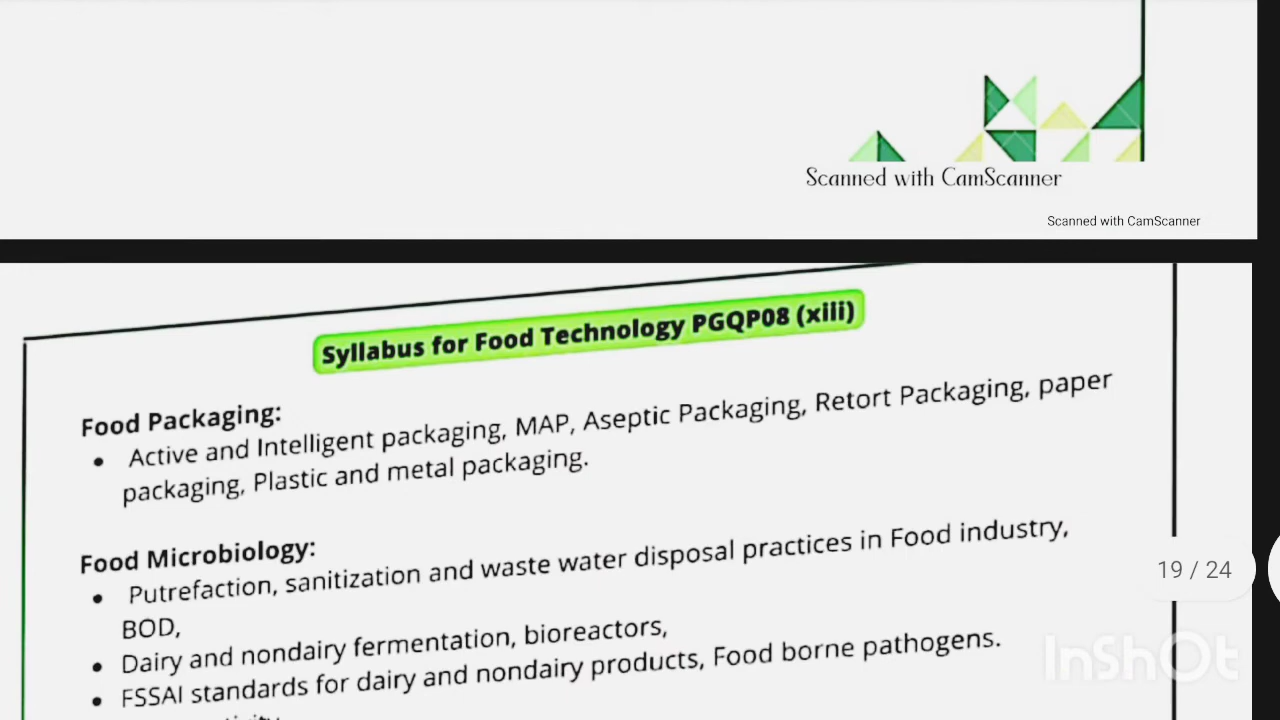 Scanned with CamScanner
Scanned with CamScanner
Syllabus for Food Technology PGQP08 (xiii)
Food Packaging:
• Active and Intelligent packaging, MAP, Aseptic Packaging, Retort Packaging, paper
packaging, Plastic and metal packaging.
Food Microbiology:
• Putrefaction, sanitization and waste water disposal practices in Food industry,
BOD,
19 / 24
• Dairy and nondairy fermentation, bioreactors,
• FSSAI standards for dairy and nondairy products, Food borne pathogens.
InShOt